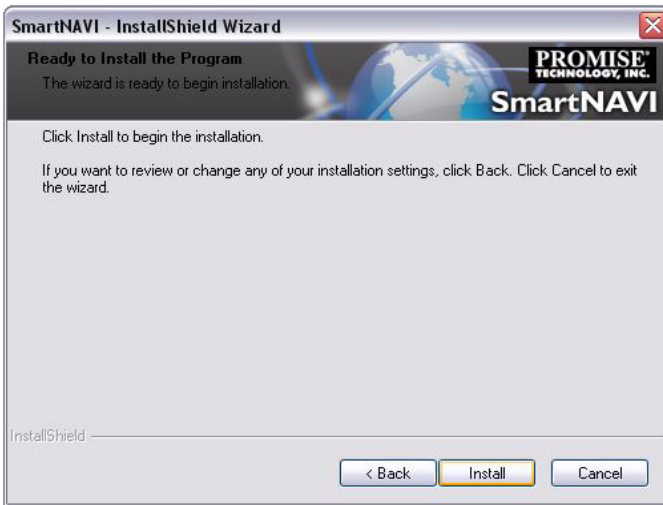 SmartNAVI - InstallShield Wizard
Ready to Install the Program
The wizard is ready to begin installation.
PROMISE
TECHNOLOGY, INC.
SmartNAVI
Click Install to begin the installation.
If you want to review or change any of your installation settings, click Back. Click Cancel to exit
the wizard.
InstallShield
< Back
Install
Cancel